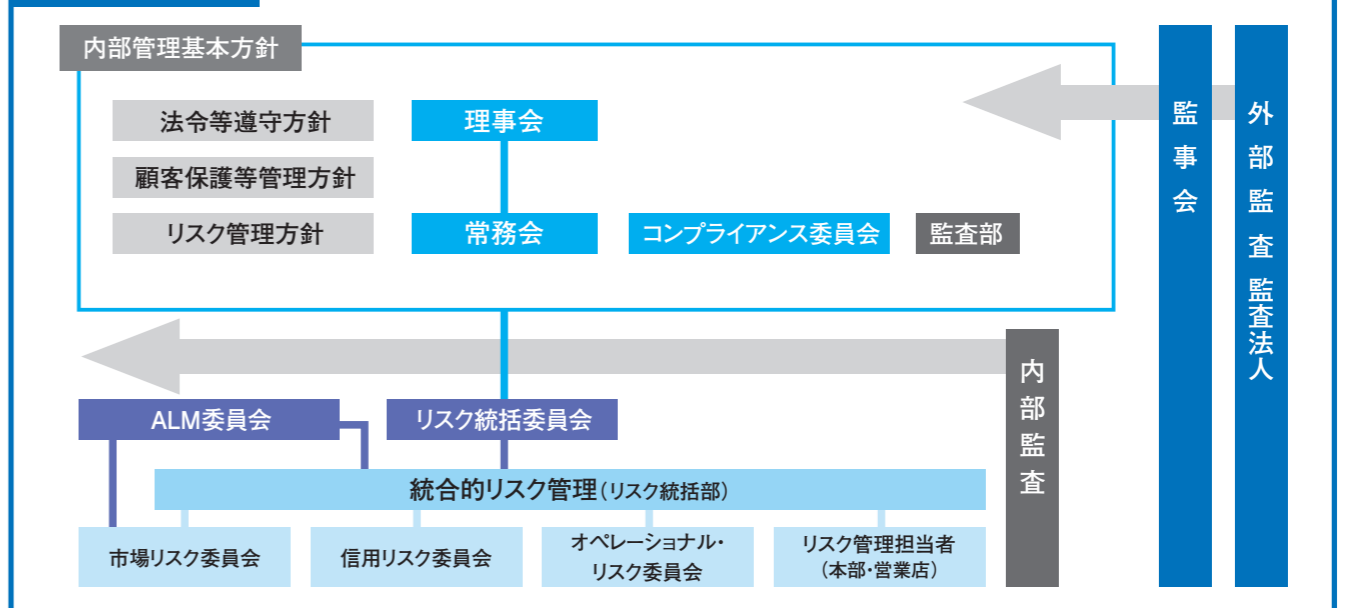 内部管理基本方針
法令等遵守方針
理事会
顧客保護等管理方針
リスク管理方針
常務会
コンプライアンス委員会
監査部
監事会
外部監査 監査法人
内部監査
ALM委員会
リスク統括委員会
統合的リスク管理(リスク統括部)
市場リスク委員会
信用リスク委員会
オペレーショナル・
リスク委員会
リスク管理担当者
(本部・営業店)